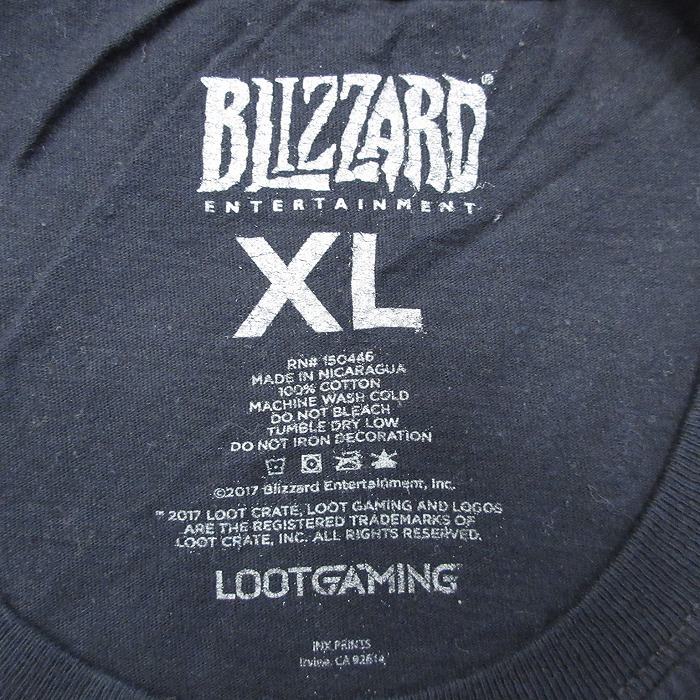 BLIZZARD®
ENTERTAINMENT
XL
RN# 150446
MADE IN NICARAGUA
100% COTTON
MACHINE WASH COLD
DO NOT BLEACH
TUMBLE DRY LOW
DO NOT IRON DECORATION
©2017 Blizzard Entertainment, Inc.
™ 2017 LOOT CRATE, LOOT GAMING AND LOGOS
ARE THE REGISTERED TRADEMARKS OF
LOOT CRATE, INC. ALL RIGHTS RESERVED.
LOOTGAMING
INX PRINTS
Irvine, CA 92614